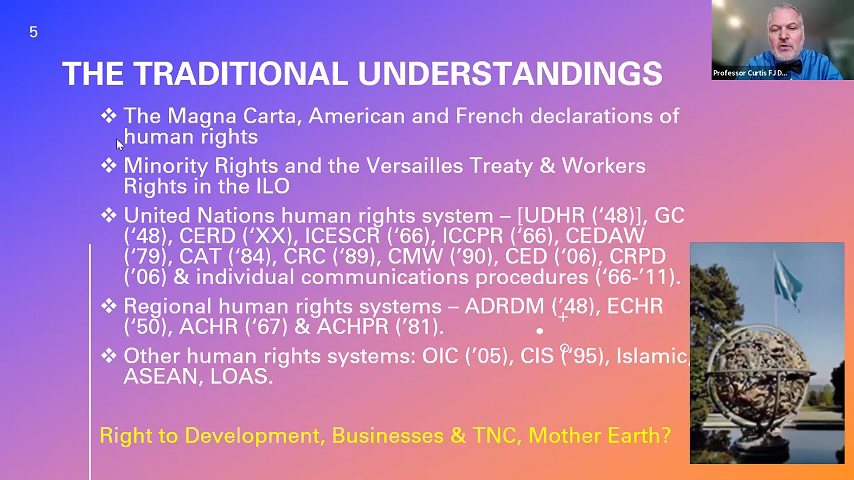 5
Professor Curtis FJ D...
THE TRADITIONAL UNDERSTANDINGS
❖ The Magna Carta, American and French declarations of
human rights
❖ Minority Rights and the Versailles Treaty & Workers
Rights in the ILO
❖ United Nations human rights system – [UDHR (‘48)], GC
(‘48), CERD (‘XX), ICESCR (‘66), ICCPR (‘66), CEDAW
(‘79), CAT (‘84), CRC (‘89), CMW (’90), CED (‘06), CRPD
(’06) & individual communications procedures (‘66-’11).
❖ Regional human rights systems – ADRDM (‘48), ECHR
(‘50), ACHR (‘67) & ACHPR (’81).
❖ Other human rights systems: OIC (’05), CIS (‘95), Islamic,
ASEAN, LOAS.
Right to Development, Businesses & TNC, Mother Earth?